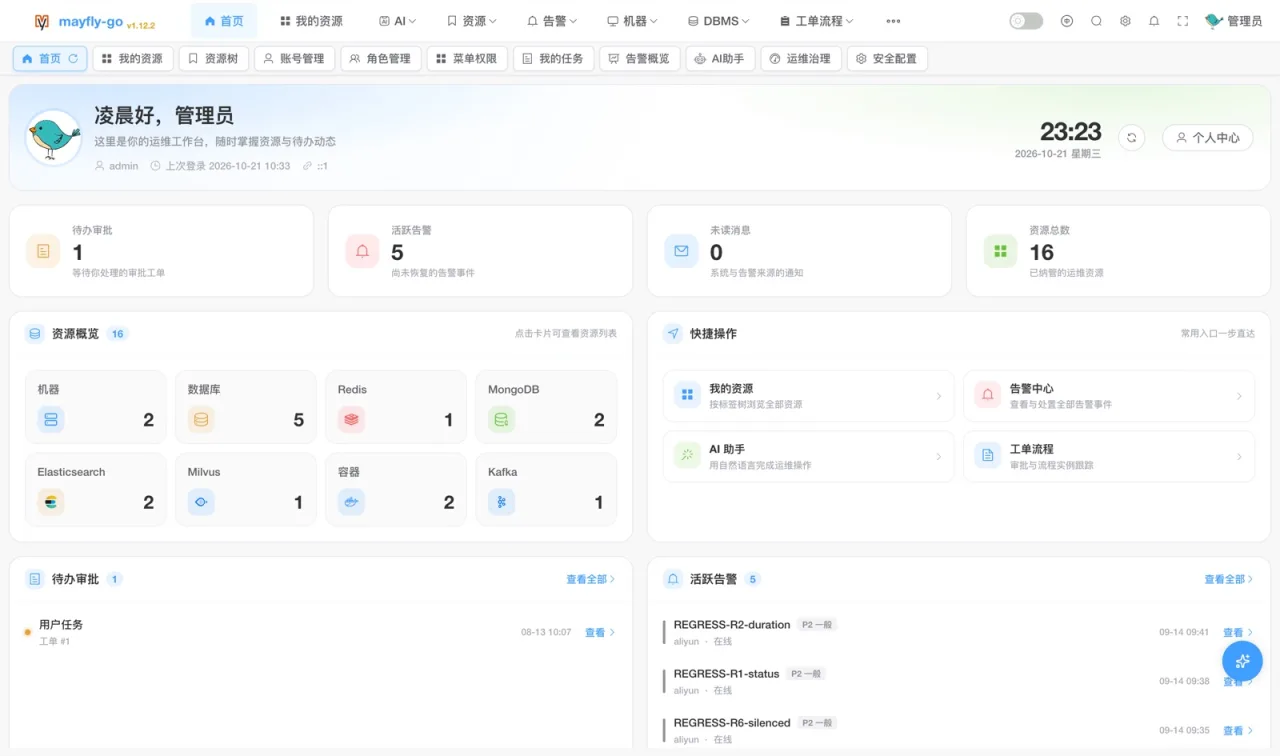 mayfly-go v1.12.2 首页 我的资源 AI 资源 告警 机器 DBMS 工单流程 管理员
首页 我的资源 资源树 账号管理 角色管理 菜单权限 我的任务 告警概览 AI助手 运维治理 安全配置
凌晨好，管理员
这里是你的运维工作台，随时掌握资源与待办动态
admin 上次登录 2026-10-21 10:33 ::1
23:23
2026-10-21 星期三
个人中心
待办审批
1
等待你处理的审批工单
活跃告警
5
尚未恢复的告警事件
未读消息
0
系统与告警来源的通知
资源总数
16
已纳管的运维资源
资源概览 16 点击卡片可查看资源列表
机器 2
数据库 5
Redis 1
MongoDB 2
Elasticsearch 2
Milvus 1
容器 2
Kafka 1
快捷操作 常用入口一步直达
我的资源
按标签树浏览全部资源
告警中心
查看与处置全部告警事件
AI 助手
用自然语言完成运维操作
工单流程
审批与流程实例跟踪
待办审批 1 查看全部
用户任务
工单 #1
08-13 10:07 查看
活跃告警 5 查看全部
REGRESS-R2-duration P2 一般
aliyun · 在线
09-14 09:41 查看
REGRESS-R1-status P2 一般
aliyun · 在线
09-14 09:38 查看
REGRESS-R6-silenced P2 一般
aliyun · 在线
09-14 09:35 查看